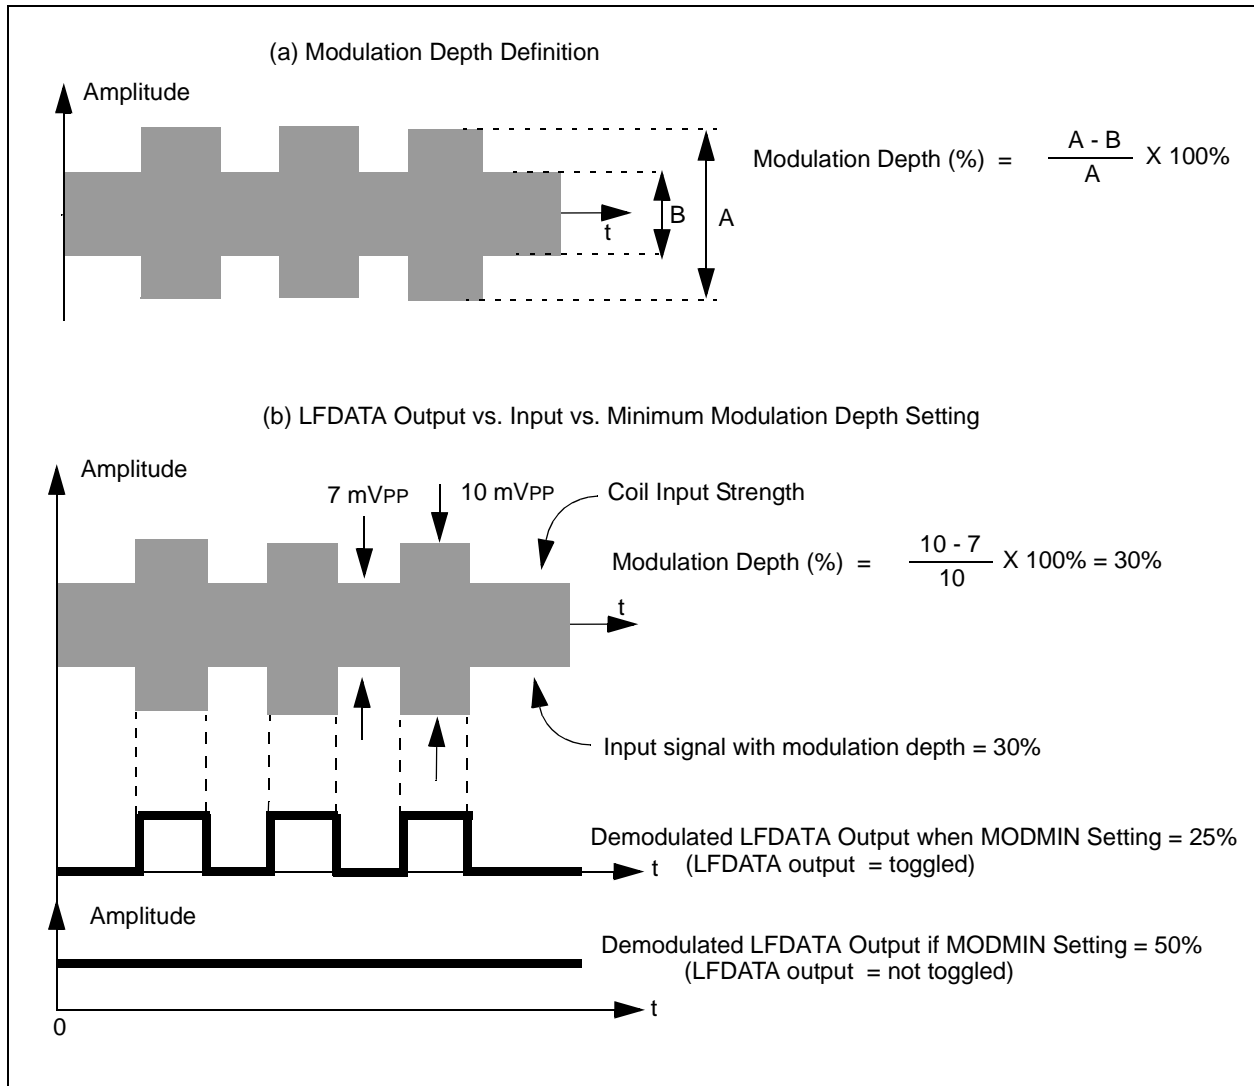 (a) Modulation Depth Definition
Amplitude
t
B
A
Modulation Depth (%) = A - B / A X 100%
(b) LFDATA Output vs. Input vs. Minimum Modulation Depth Setting
Amplitude
7 mVPP
10 mVPP
Coil Input Strength
Modulation Depth (%) = 10 - 7 / 10 X 100% = 30%
t
Input signal with modulation depth = 30%
Demodulated LFDATA Output when MODMIN Setting = 25%
t
(LFDATA output = toggled)
Amplitude
Demodulated LFDATA Output if MODMIN Setting = 50%
(LFDATA output = not toggled)
t
0